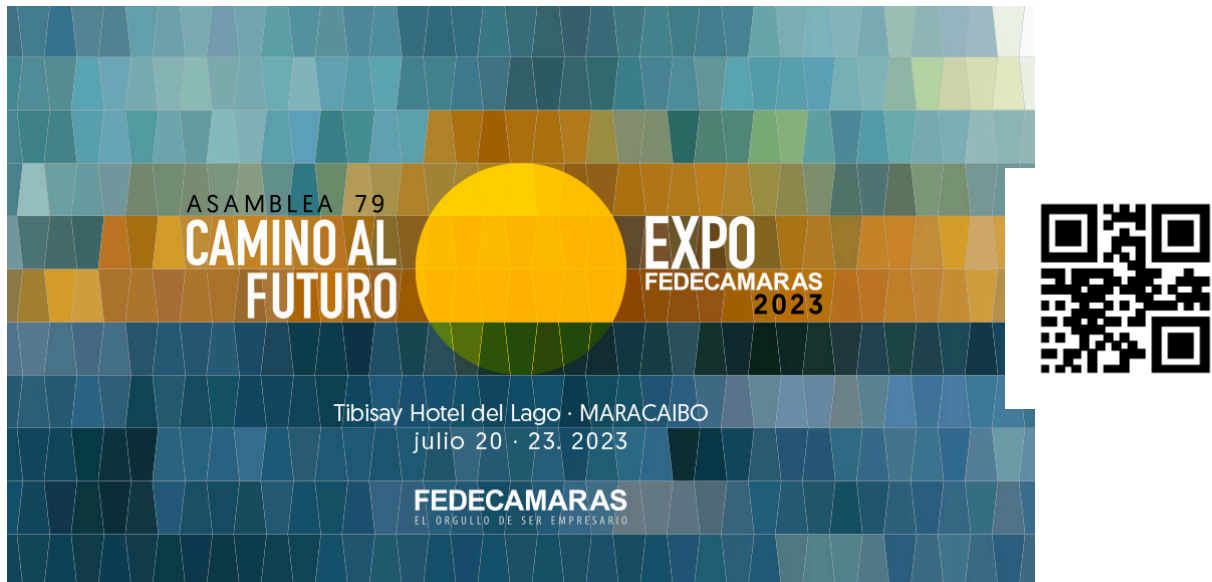 ASAMBLEA 79
CAMINO AL
FUTURO
EXPO
FEDECAMARAS
2023
Tibisay Hotel del Lago · MARACAIBO
julio 20 · 23. 2023
FEDECAMARAS
EL ORGULLO DE SER EMPRESARIO